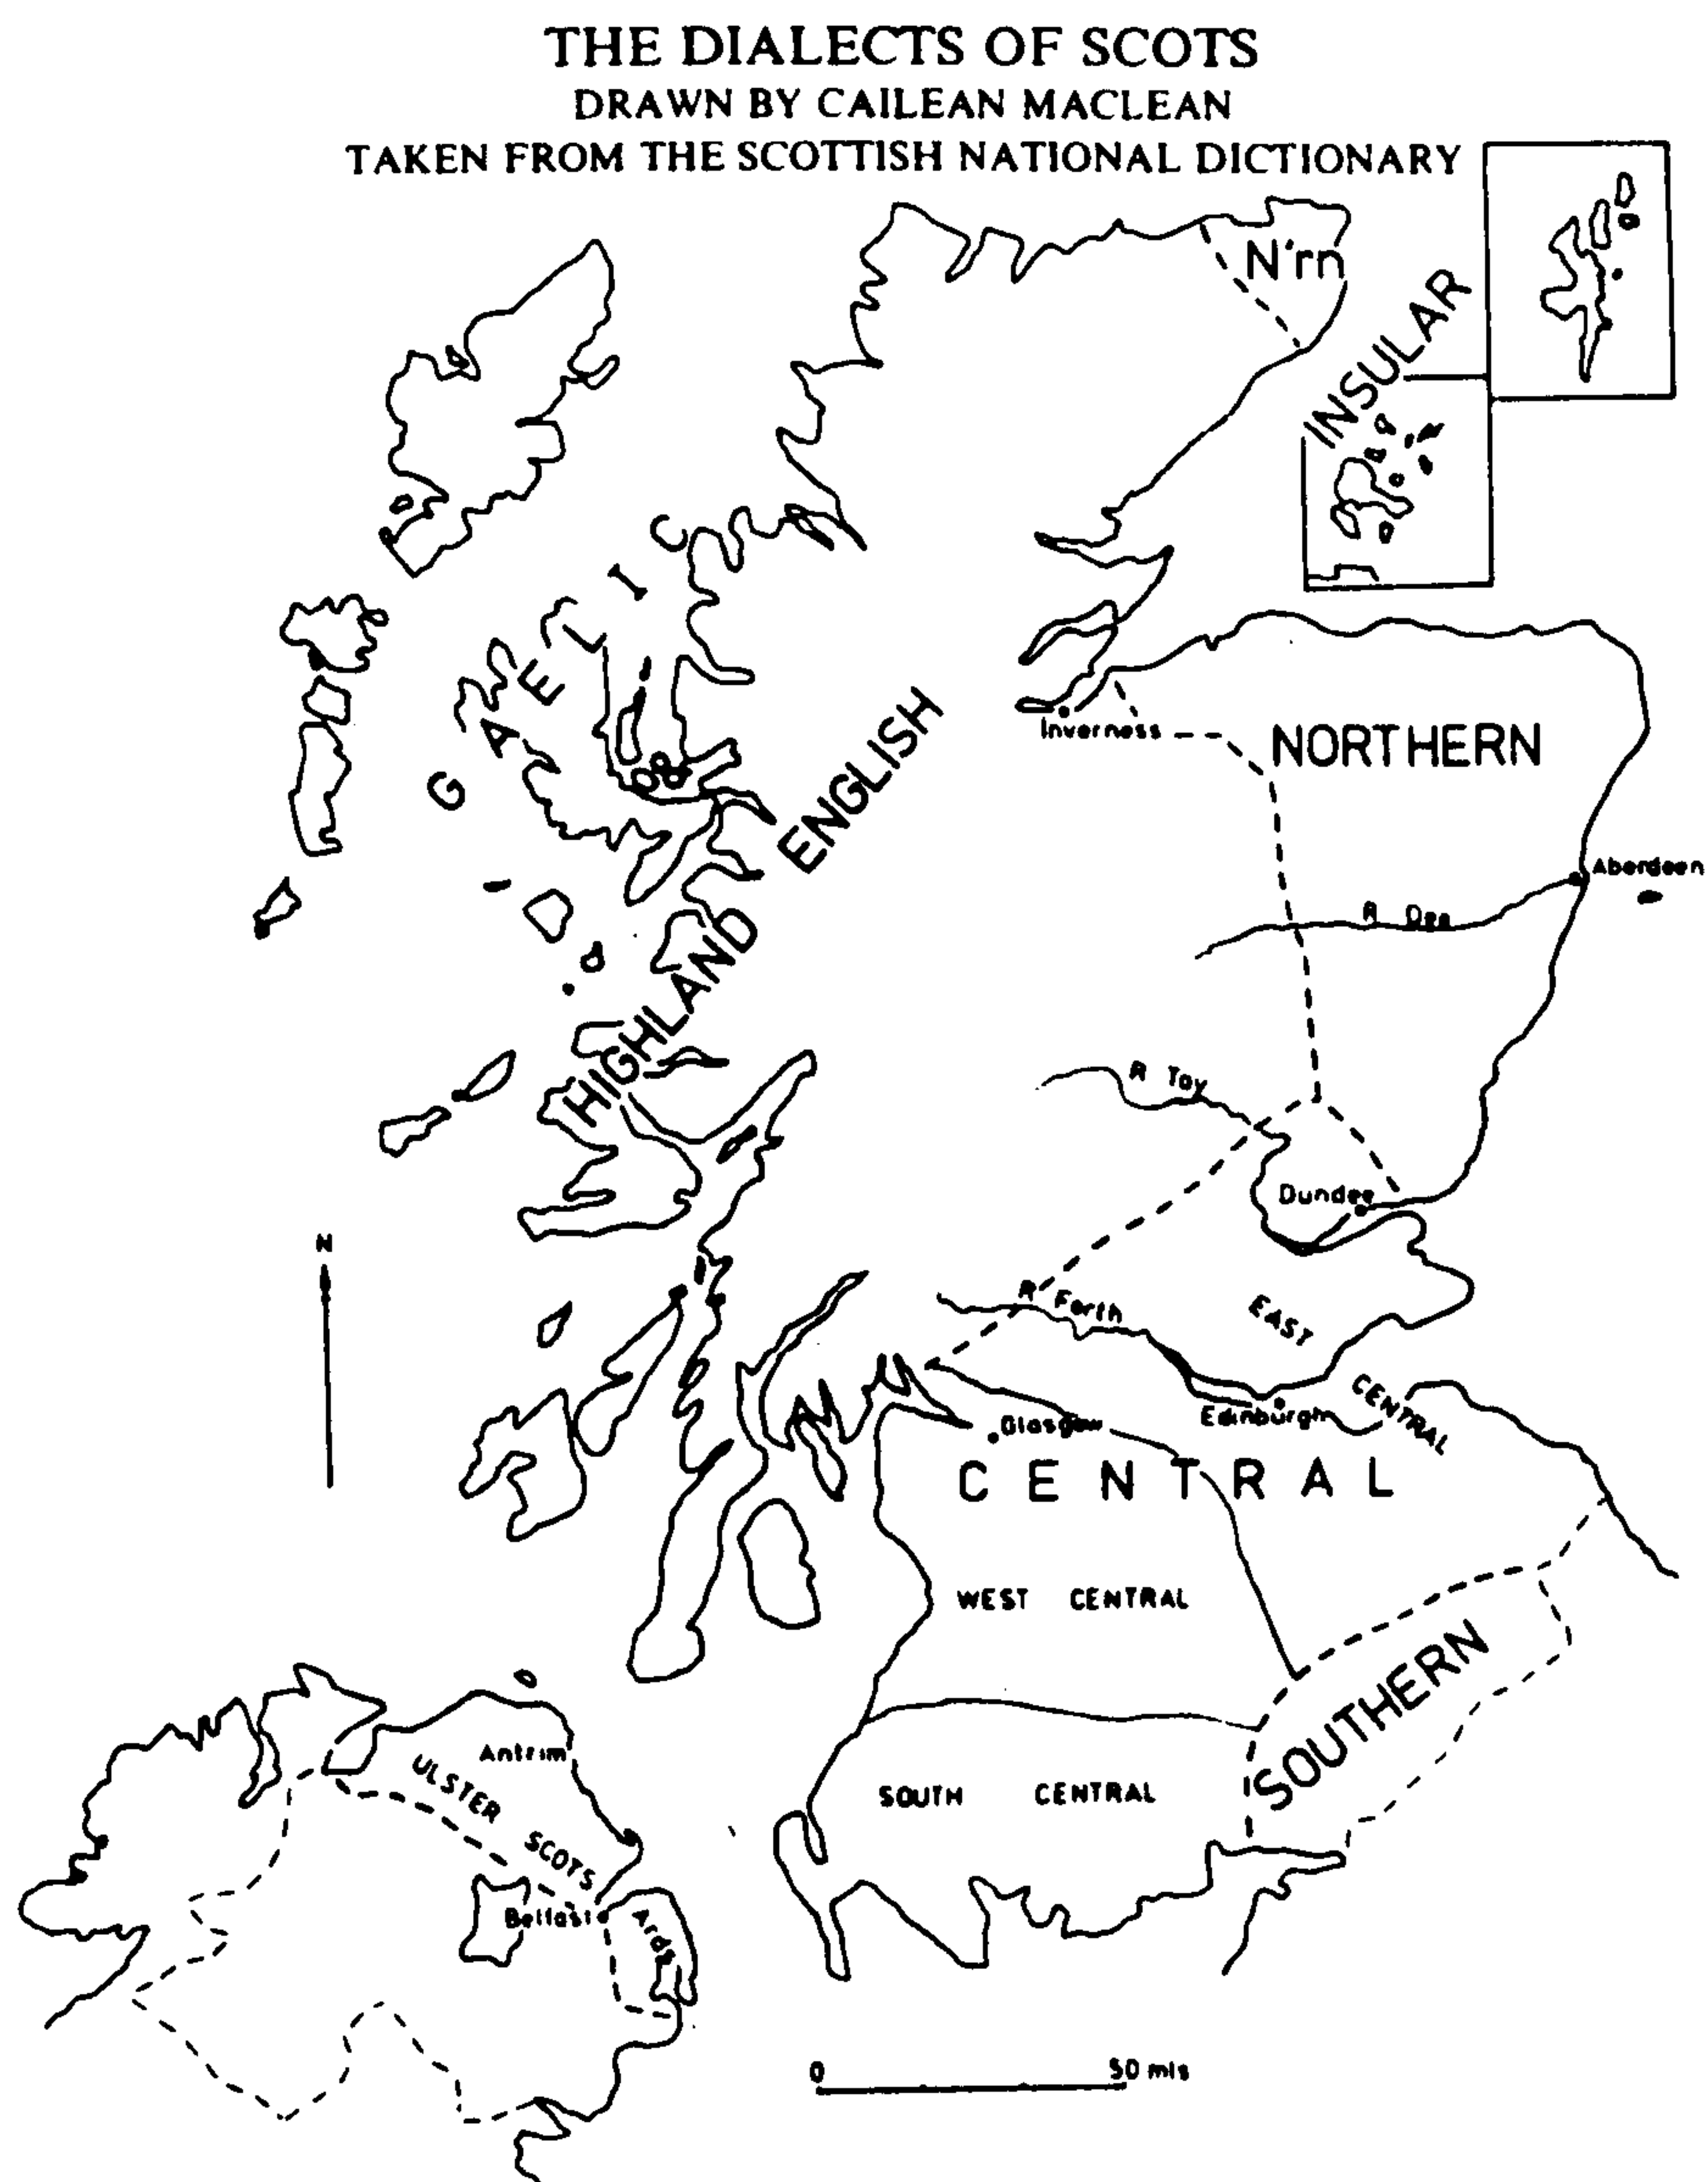 THE DIALECTS OF SCOTS
DRAWN BY CAILEAN MACLEAN
TAKEN FROM THE SCOTTISH NATIONAL DICTIONARY
N'rn
INSULAR
GAELIC
Inverness
NORTHERN
HIGHLAND ENGLISH
Aberdeen
R Dee
R Tay
Dundee
N
R Forth
EAST CENTRAL
Edinburgh
Glasgow
CENTRAL
WEST CENTRAL
SOUTHERN
SOUTH CENTRAL
Antrim
ULSTER SCOTS
Belfast
Ards
0 50 mls